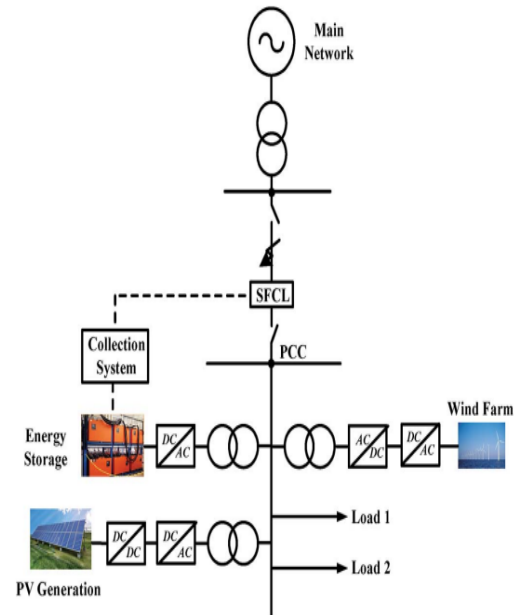 Main
Network
SFCL
PCC
Collection
System
Energy
Storage
DC
AC
AC
DC
DC
AC
Wind Farm
Load 1
DC
DC
DC
AC
Load 2
PV Generation